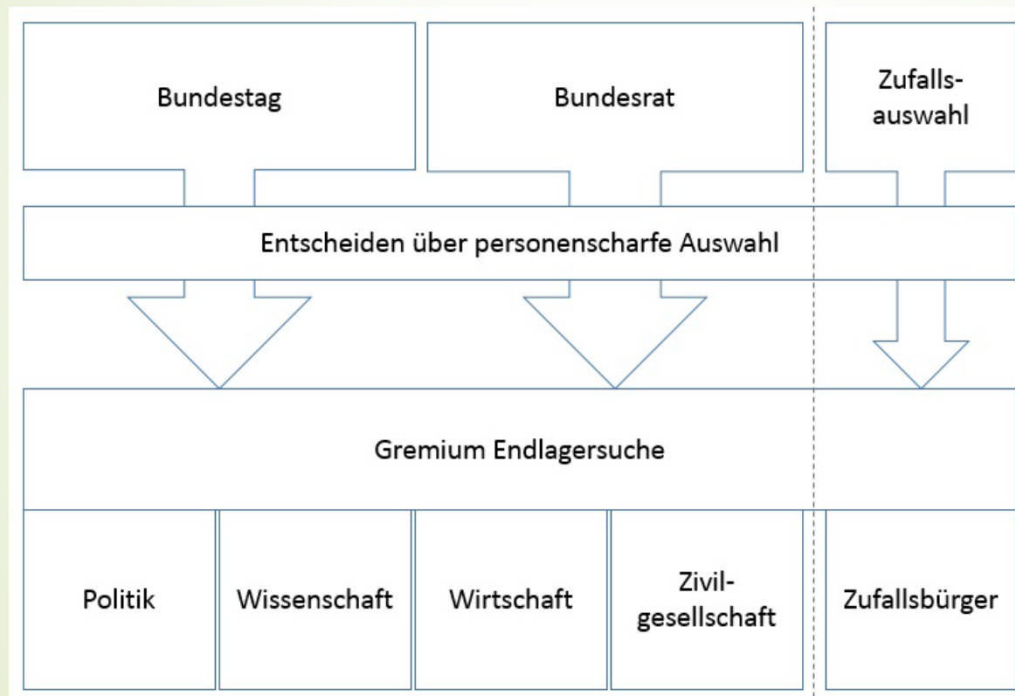 Bundestag
Bundesrat
Zufalls-
auswahl
Entscheiden über personenscharfe Auswahl
Gremium Endlagersuche
Politik
Wissenschaft
Wirtschaft
Zivil-
gesellschaft
Zufallsbürger